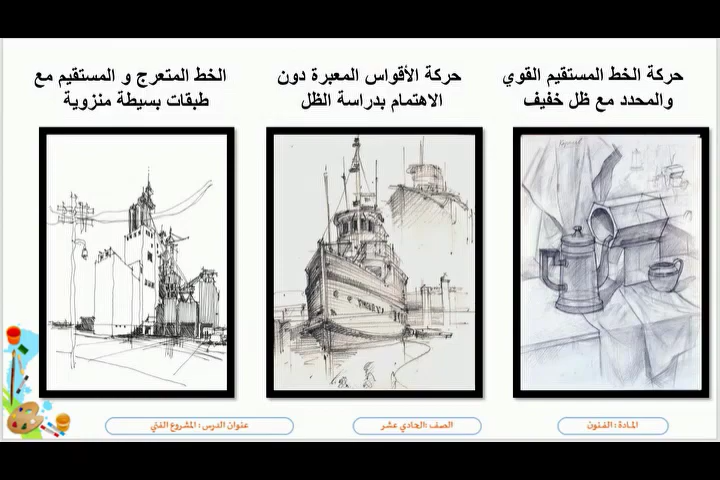 حركة الخط المستقيم القوي
والمحدد مع ظل خفيف
حركة الأقواس المعبرة دون
الاهتمام بدراسة الظل
الخط المتعرج و المستقيم مع
طبقات بسيطة منزوية
المادة : الفنون
الصف :الحادي عشر
عنوان الدرس : المشروع الفني